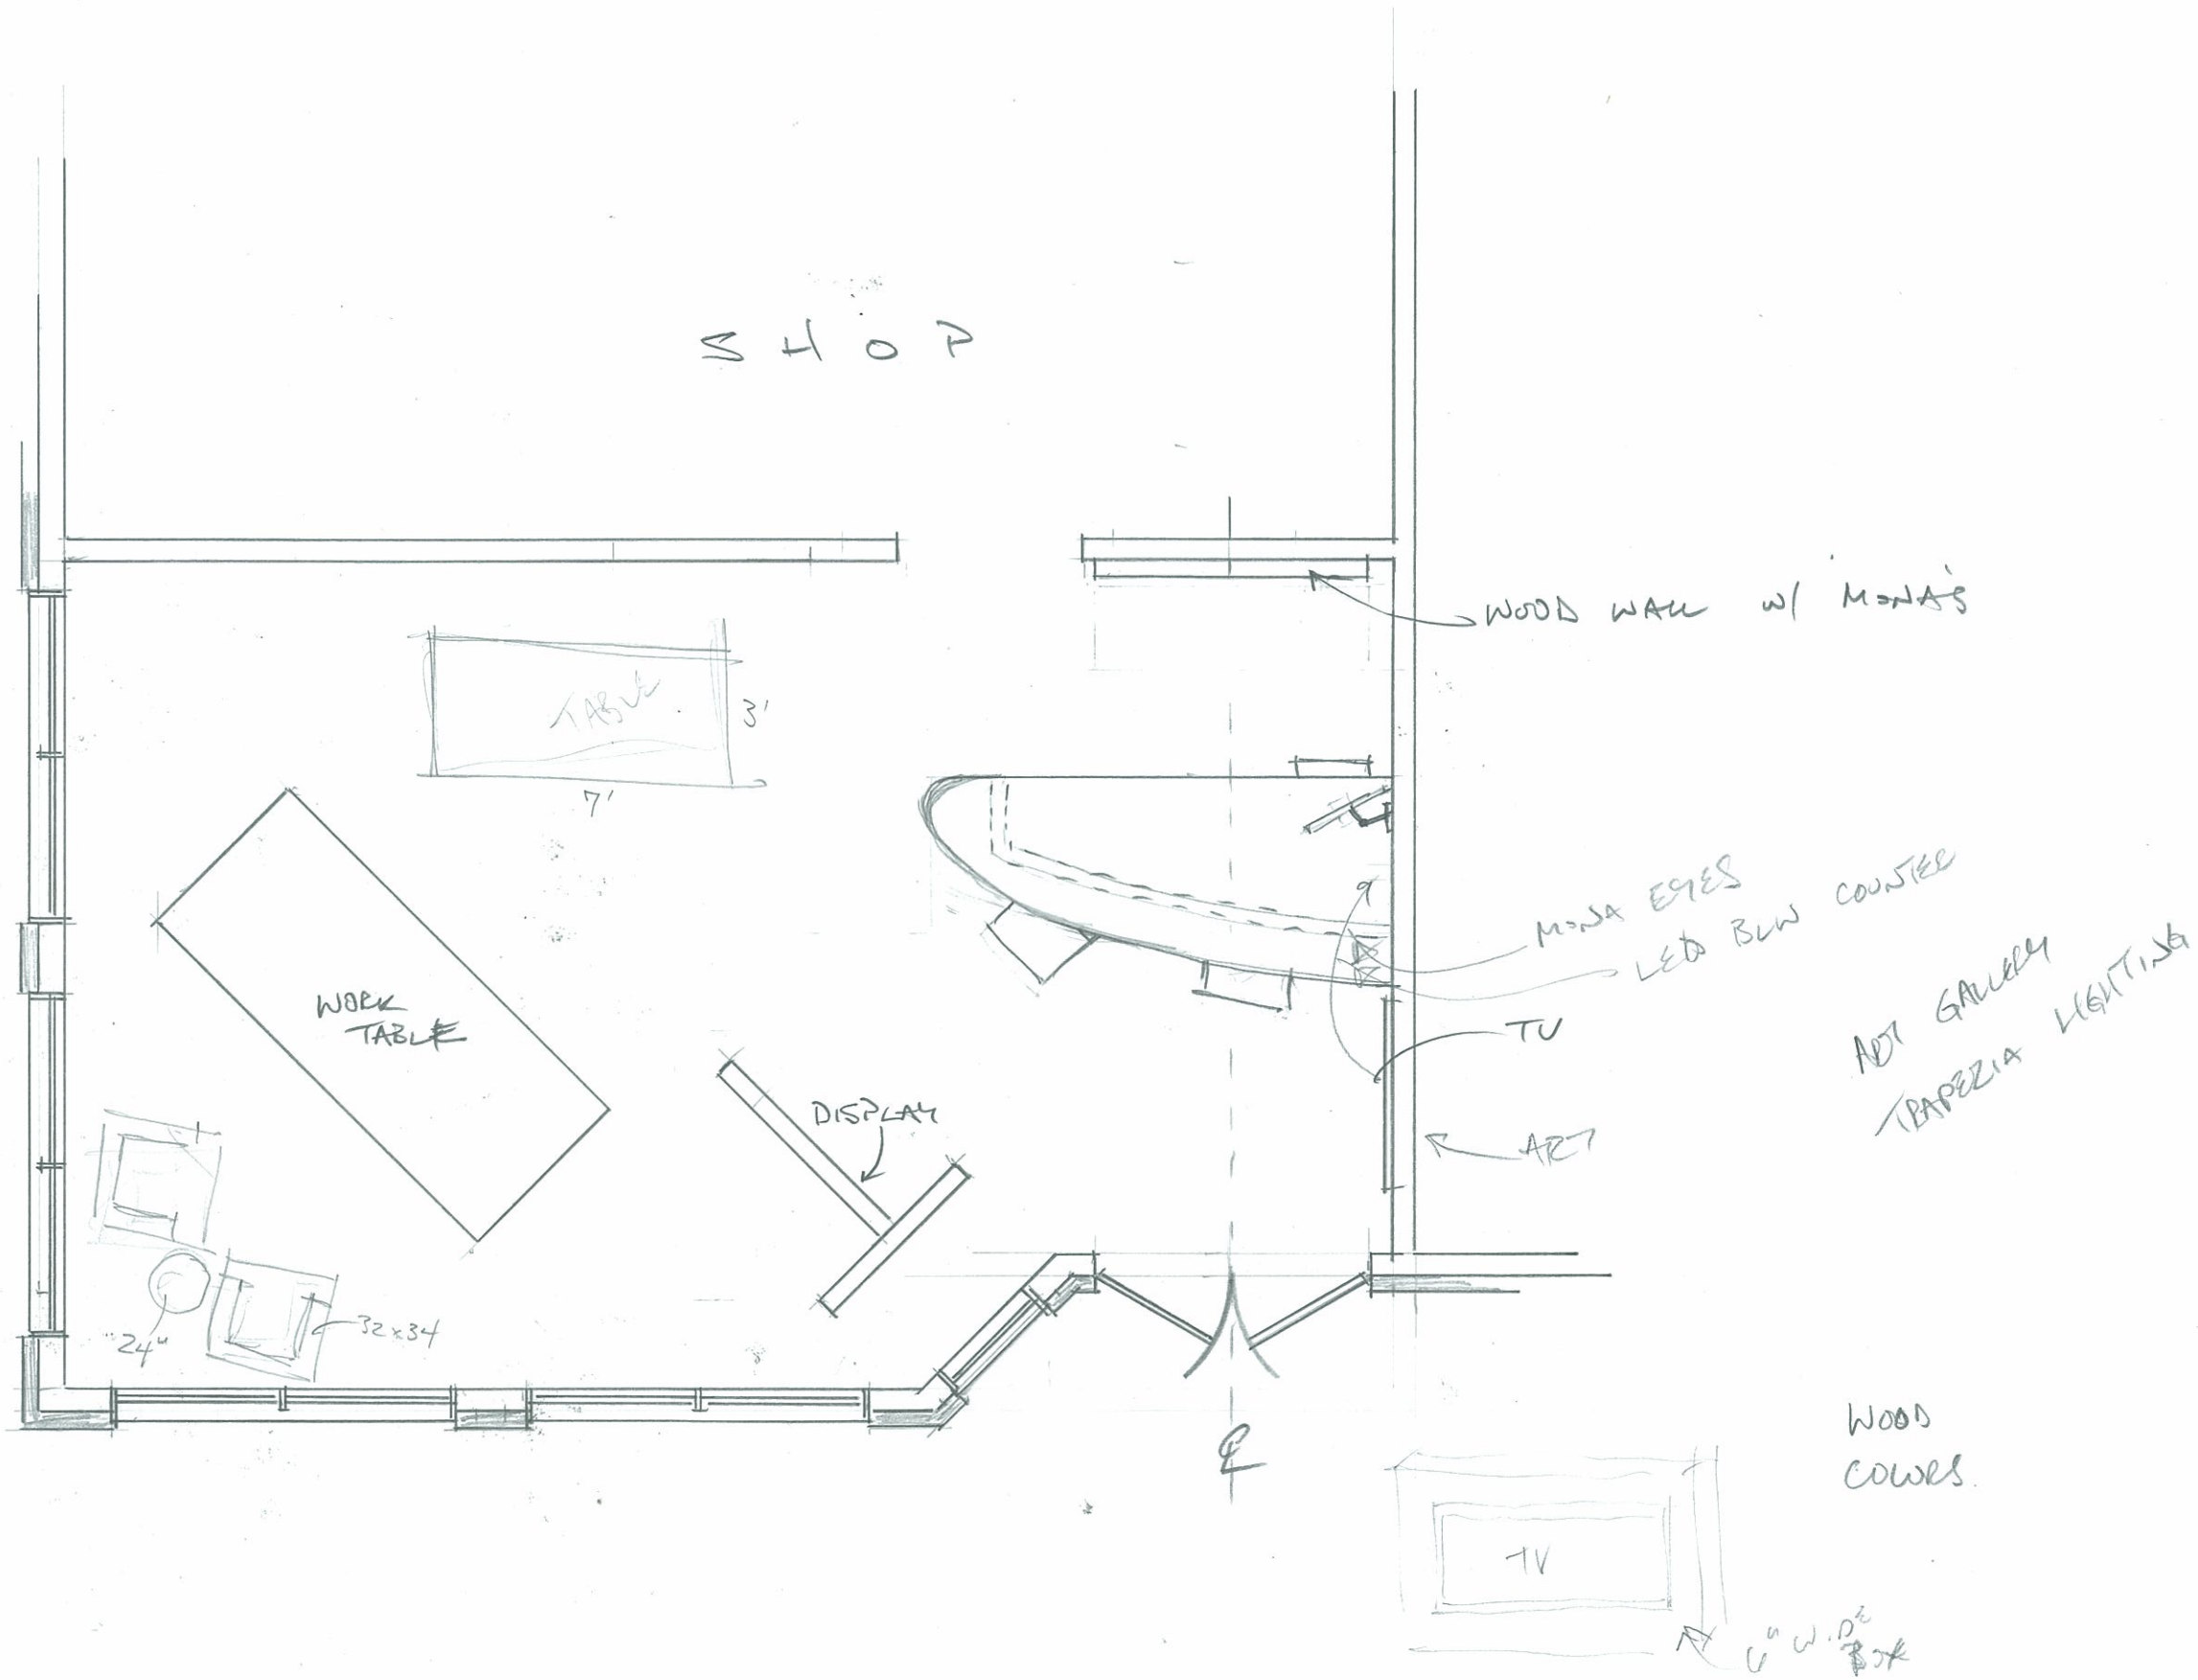 SHOP
WOOD WALL W/ 'MONA'S
TABLE
3'
7'
WORK
TABLE
MONA EYES
LEDS BLW COUNTER
ART GALLERY
TRAPEZIA LIGHTING
TV
DISPLAY
ART
32x34
24"
℄
WOOD
COLORS.
TV
6" WIDE
BOX